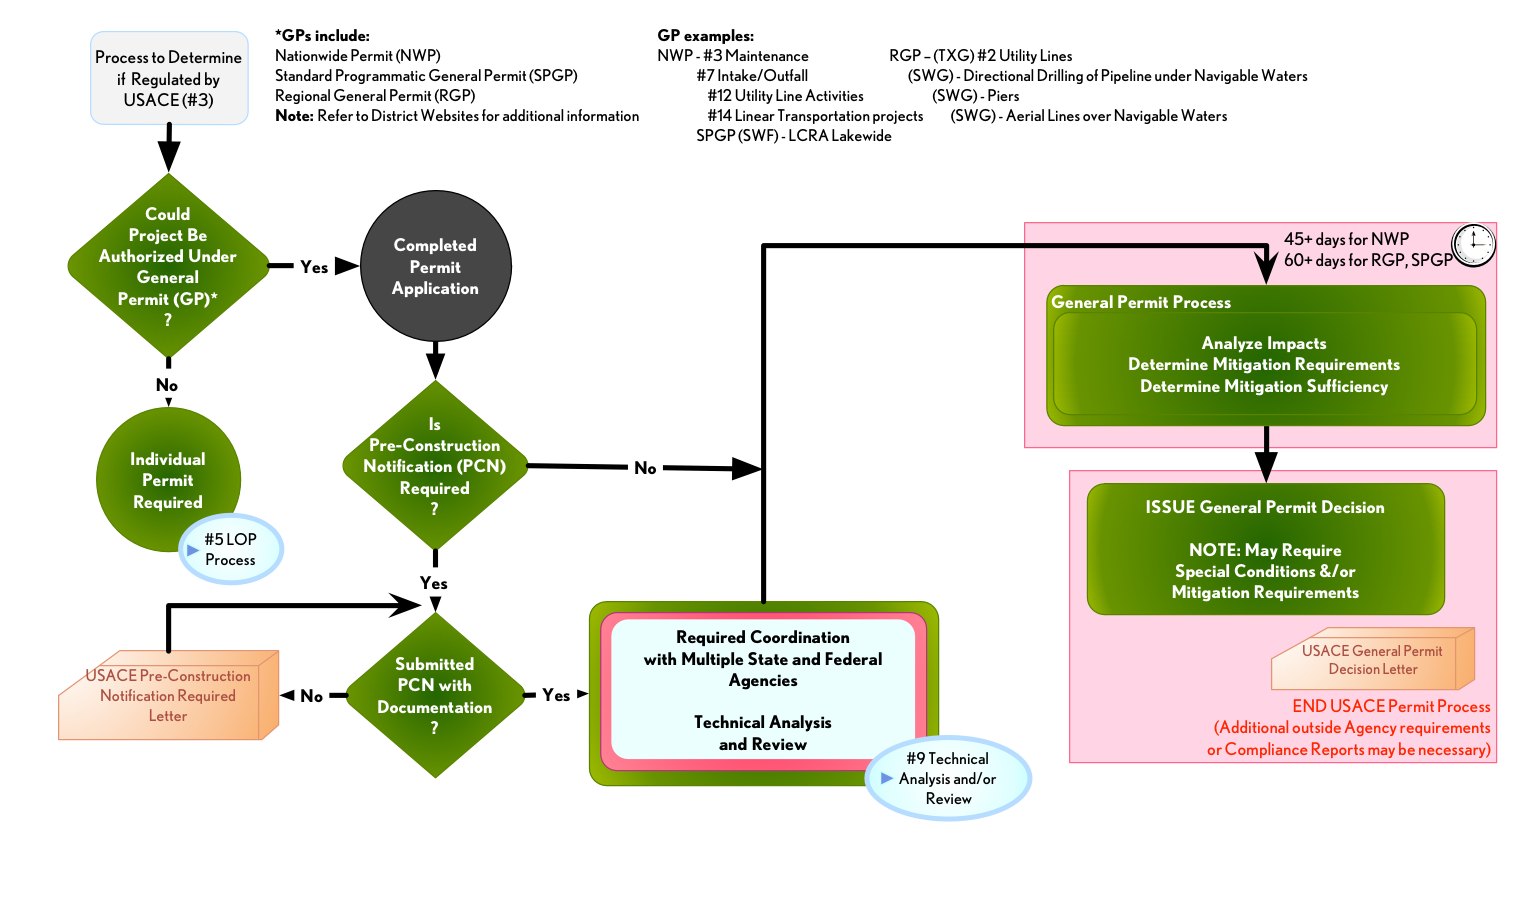 Process to Determine
if Regulated by
USACE (#3)
*GPs include:
Nationwide Permit (NWP)
Standard Programmatic General Permit (SPGP)
Regional General Permit (RGP)
Note: Refer to District Websites for additional information
GP examples:
NWP - #3 Maintenance
#7 Intake/Outfall
#12 Utility Line Activities
#14 Linear Transportation projects
SPGP (SWF) - LCRA Lakewide
RGP – (TXG) #2 Utility Lines
(SWG) - Directional Drilling of Pipeline under Navigable Waters
(SWG) - Piers
(SWG) - Aerial Lines over Navigable Waters
Could
Project Be
Authorized Under
General
Permit (GP)*
?
Yes
Completed
Permit
Application
No
Individual
Permit
Required
#5 LOP
Process
Is
Pre-Construction
Notification (PCN)
Required
?
No
Yes
Submitted
PCN with
Documentation
?
No
USACE Pre-Construction
Notification Required
Letter
Yes
Required Coordination
with Multiple State and Federal
Agencies
Technical Analysis
and Review
#9 Technical
Analysis and/or
Review
45+ days for NWP
60+ days for RGP, SPGP
General Permit Process
Analyze Impacts
Determine Mitigation Requirements
Determine Mitigation Sufficiency
ISSUE General Permit Decision
NOTE: May Require
Special Conditions &/or
Mitigation Requirements
USACE General Permit
Decision Letter
END USACE Permit Process
(Additional outside Agency requirements
or Compliance Reports may be necessary)